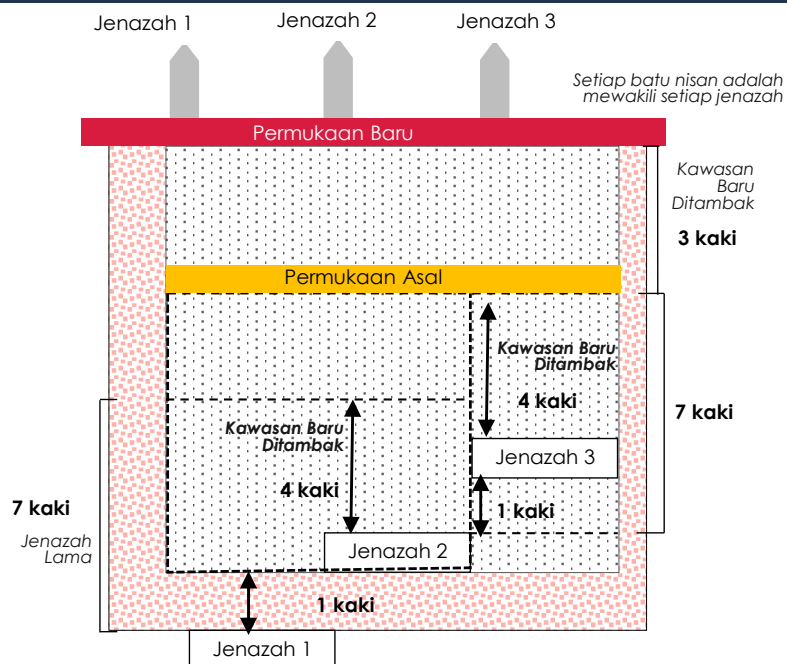 Jenazah 1
Jenazah 2
Jenazah 3
Setiap batu nisan adalah
mewakili setiap jenazah
Permukaan Baru
Kawasan
Baru
Ditambak
3 kaki
Permukaan Asal
Kawasan Baru
Ditambak
4 kaki
7 kaki
Kawasan Baru
Ditambak
4 kaki
Jenazah 3
1 kaki
7 kaki
Jenazah
Lama
Jenazah 2
1 kaki
Jenazah 1